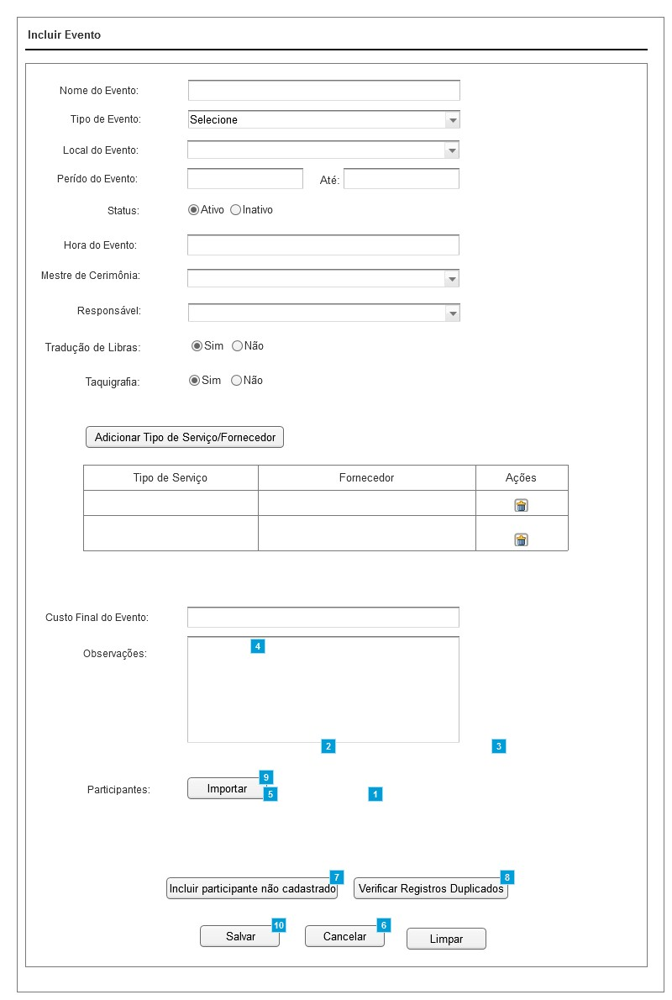 Incluir Evento
Nome do Evento:
Tipo de Evento: Selecione
Local do Evento:
Perído do Evento: Até:
Status: Ativo Inativo
Hora do Evento:
Mestre de Cerimônia:
Responsável:
Tradução de Libras: Sim Não
Taquigrafia: Sim Não
Adicionar Tipo de Serviço/Fornecedor
Tipo de Serviço Fornecedor Ações
Custo Final do Evento:
4
Observações:
2 3
9
Participantes: Importar 5 1
7 8
Incluir participante não cadastrado Verificar Registros Duplicados
10 6
Salvar Cancelar Limpar